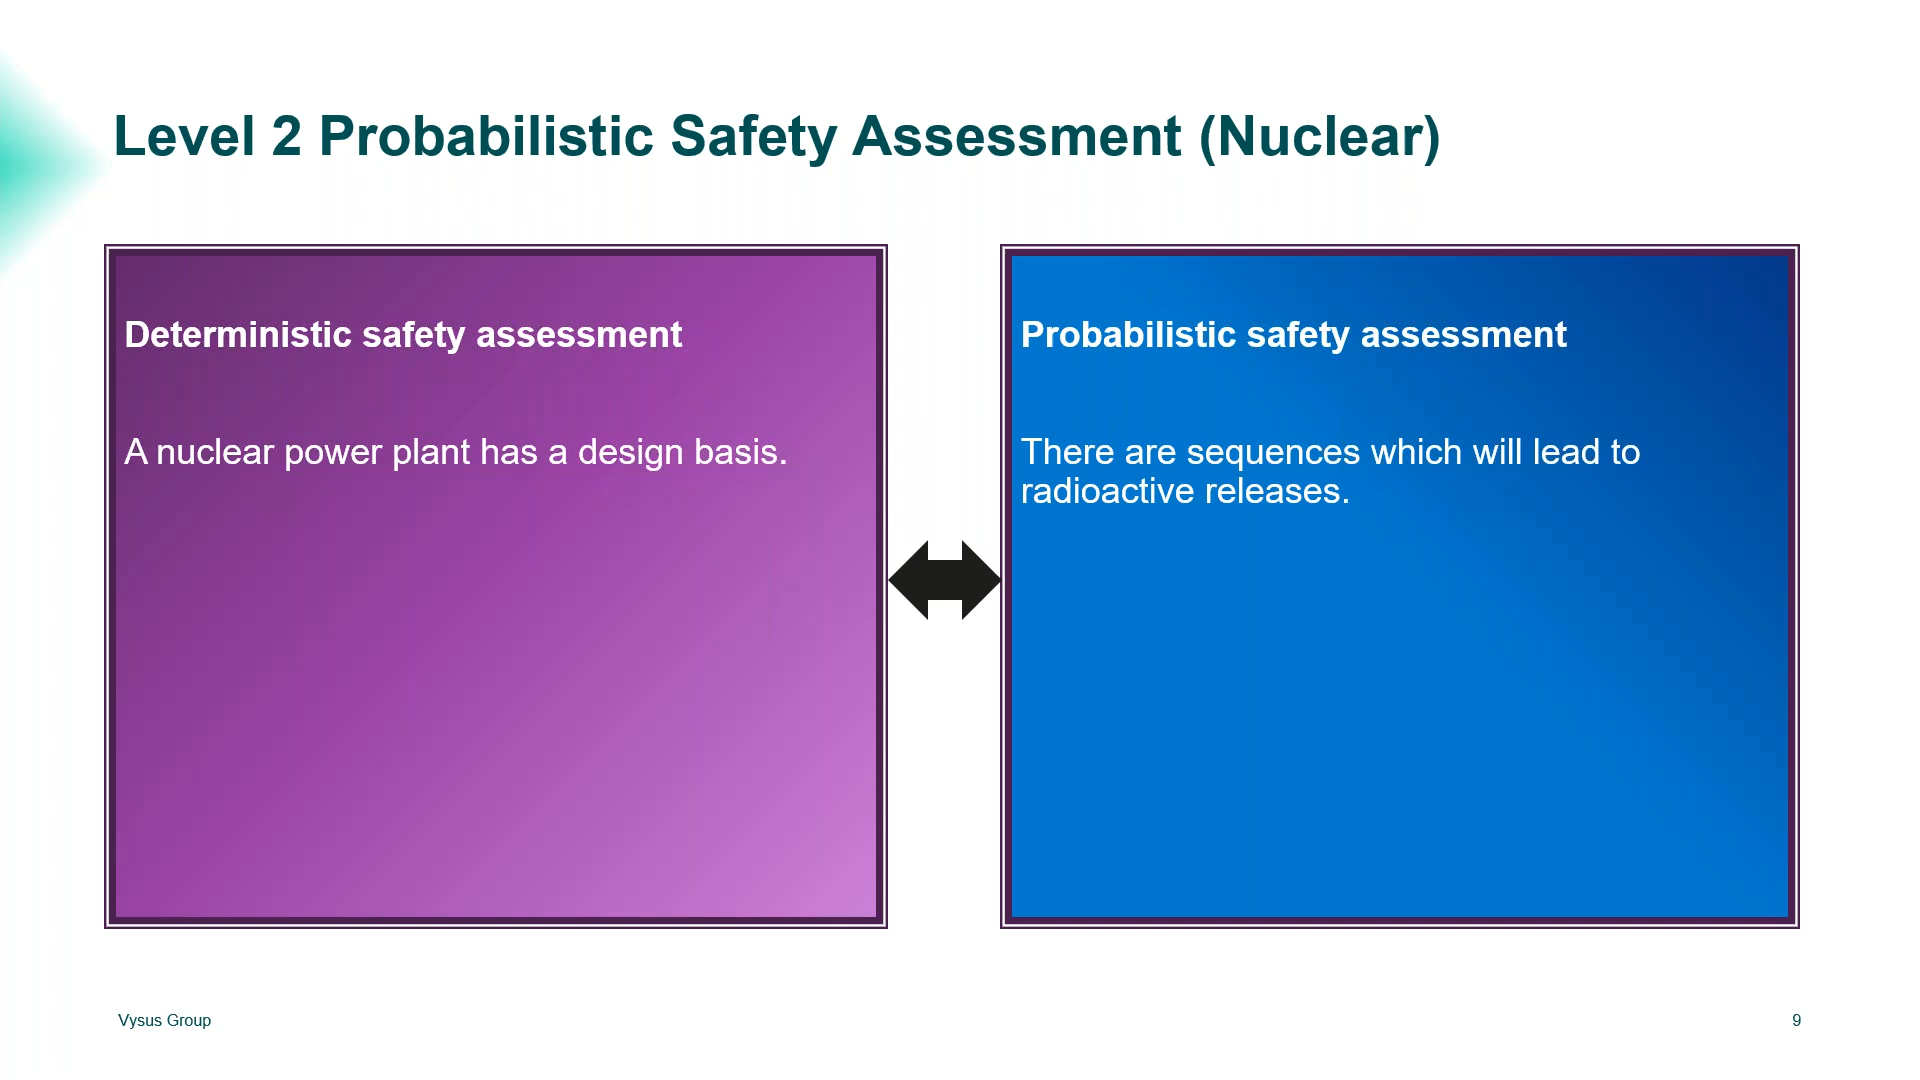 Level 2 Probabilistic Safety Assessment (Nuclear)
Deterministic safety assessment
A nuclear power plant has a design basis.
Probabilistic safety assessment
There are sequences which will lead to
radioactive releases.
Vysus Group
9